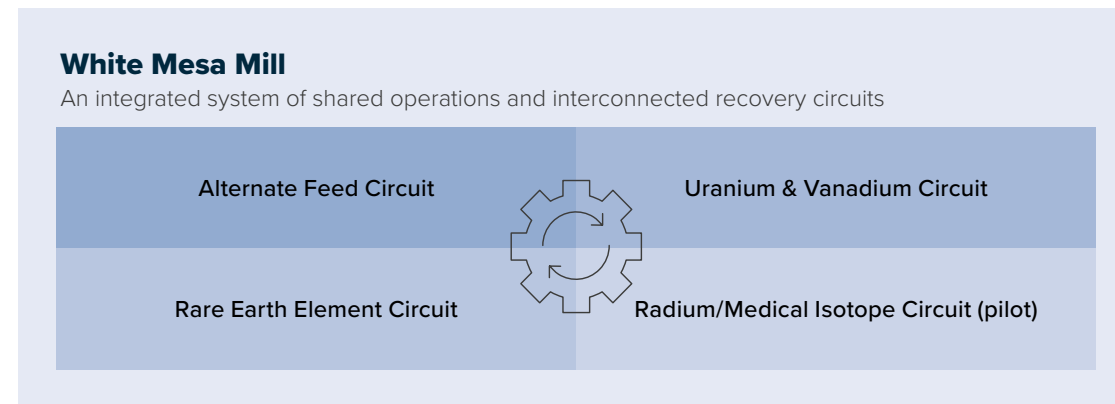 White Mesa Mill
An integrated system of shared operations and interconnected recovery circuits
Alternate Feed Circuit
Uranium & Vanadium Circuit
Rare Earth Element Circuit
Radium/Medical Isotope Circuit (pilot)